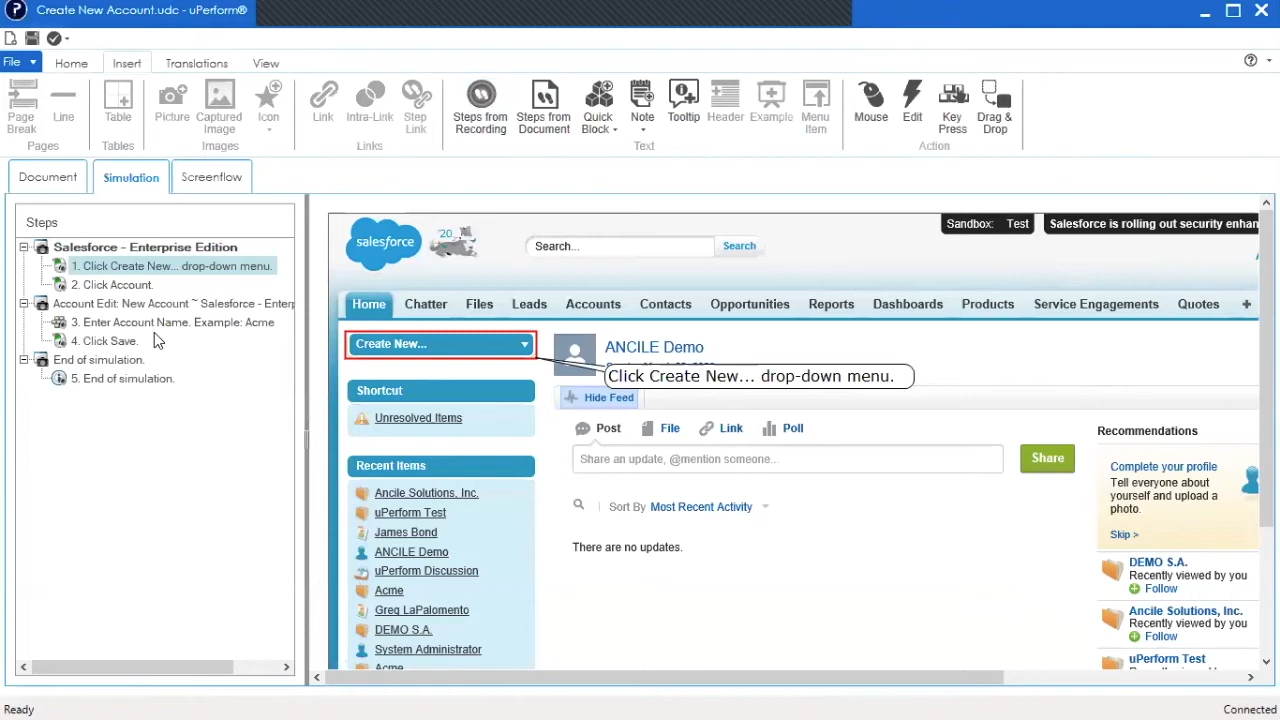 Create New Account.udc - uPerform®
File Home Insert Translations View
Page Break Line Table Picture Captured Image Icon Link Intra-Link Step Link Steps from Recording Steps from Document Quick Block Note Tooltip Header Example Menu Item Mouse Edit Key Press Drag & Drop
Pages Tables Images Links Text Action
Document Simulation Screenflow
Steps
Salesforce - Enterprise Edition
1. Click Create New... drop-down menu.
2. Click Account.
Account Edit: New Account ~ Salesforce - Enterp
3. Enter Account Name. Example: Acme
4. Click Save.
End of simulation.
5. End of simulation.
salesforce '20 Search... Search
Sandbox: Test Salesforce is rolling out security enhan
Home Chatter Files Leads Accounts Contacts Opportunities Reports Dashboards Products Service Engagements Quotes +
Create New...
Shortcut
Unresolved Items
Recent Items
Ancile Solutions, Inc.
uPerform Test
James Bond
ANCILE Demo
uPerform Discussion
Acme
Greg LaPalomento
DEMO S.A.
System Administrator
Acme
ANCILE Demo
Click Create New... drop-down menu.
Hide Feed
Post File Link Poll
Share an update, @mention someone...
Share
Sort By Most Recent Activity
There are no updates.
Recommendations
Complete your profile
Tell everyone about
yourself and upload a
photo.
Skip >
DEMO S.A.
Recently viewed by you
Follow
Ancile Solutions, Inc.
Recently viewed by you
Follow
uPerform Test
Ready
Connected